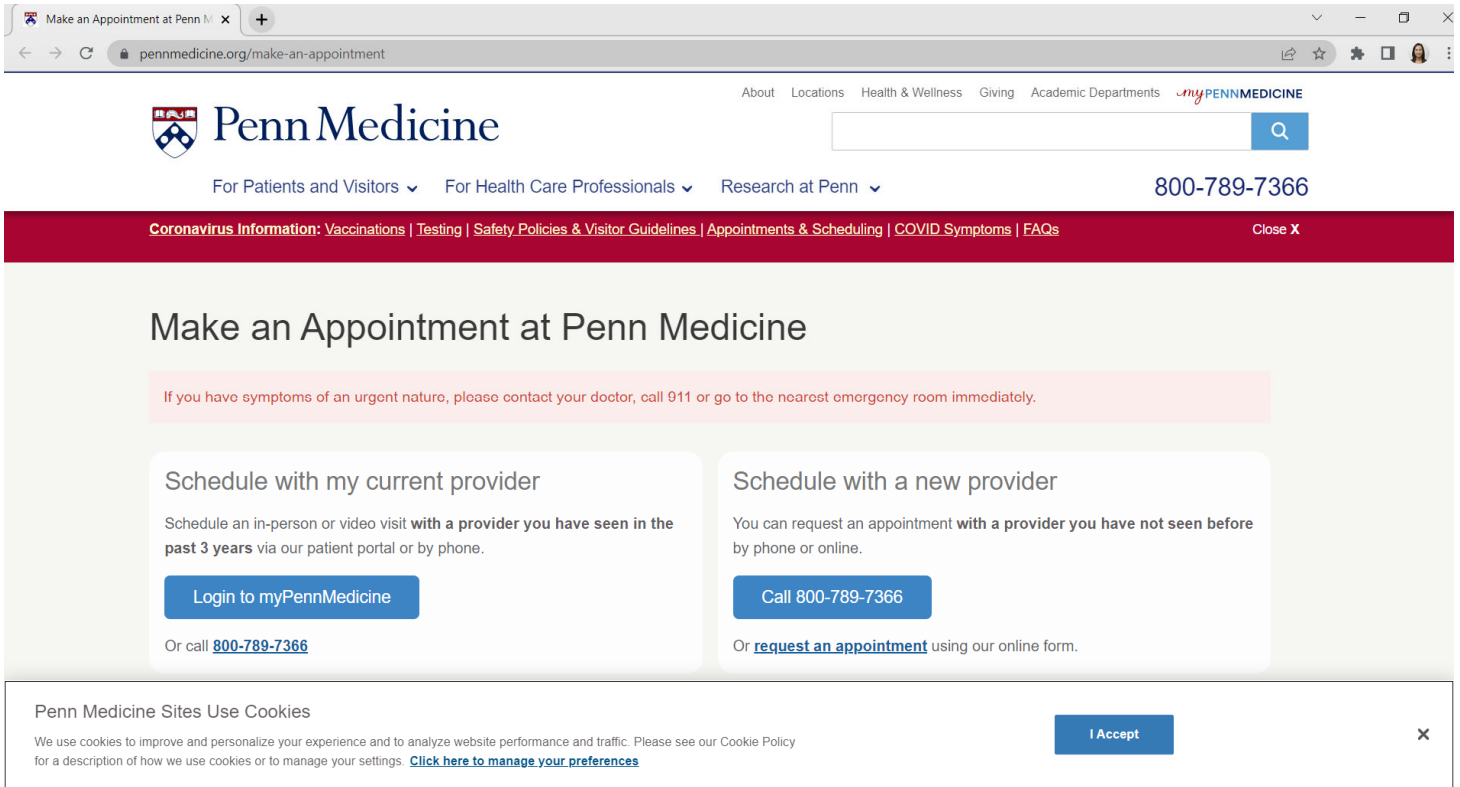 Make an Appointment at Penn M
pennmedicine.org/make-an-appointment
About Locations Health & Wellness Giving Academic Departments myPENNMEDICINE
Penn Medicine
For Patients and Visitors For Health Care Professionals Research at Penn 800-789-7366
Coronavirus Information: Vaccinations | Testing | Safety Policies & Visitor Guidelines | Appointments & Scheduling | COVID Symptoms | FAQs Close X
Make an Appointment at Penn Medicine
If you have symptoms of an urgent nature, please contact your doctor, call 911 or go to the nearest emergency room immediately.
Schedule with my current provider
Schedule an in-person or video visit with a provider you have seen in the
past 3 years via our patient portal or by phone.
Login to myPennMedicine
Or call 800-789-7366
Schedule with a new provider
You can request an appointment with a provider you have not seen before
by phone or online.
Call 800-789-7366
Or request an appointment using our online form.
Penn Medicine Sites Use Cookies
We use cookies to improve and personalize your experience and to analyze website performance and traffic. Please see our Cookie Policy
for a description of how we use cookies or to manage your settings. Click here to manage your preferences
I Accept